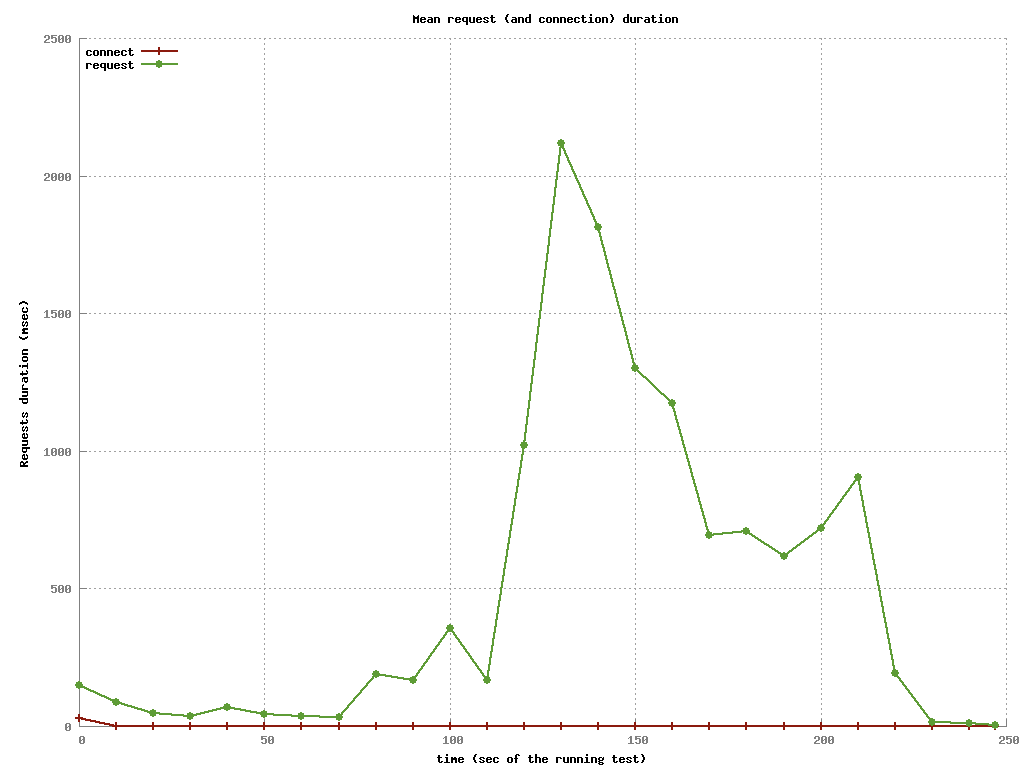 Mean request (and connection) duration
2500
connect
request
2000
1500
Requests duration (msec)
1000
500
0
0 50 100 150 200 250
time (sec of the running test)